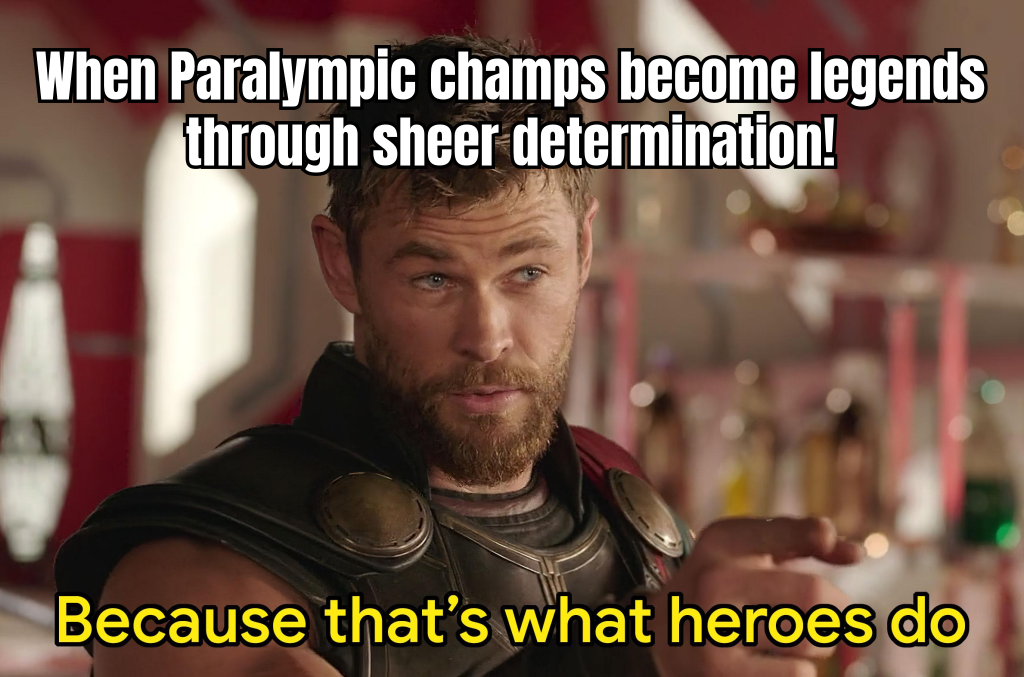 When Paralympic champs become legends
through sheer determination!
Because that’s what heroes do